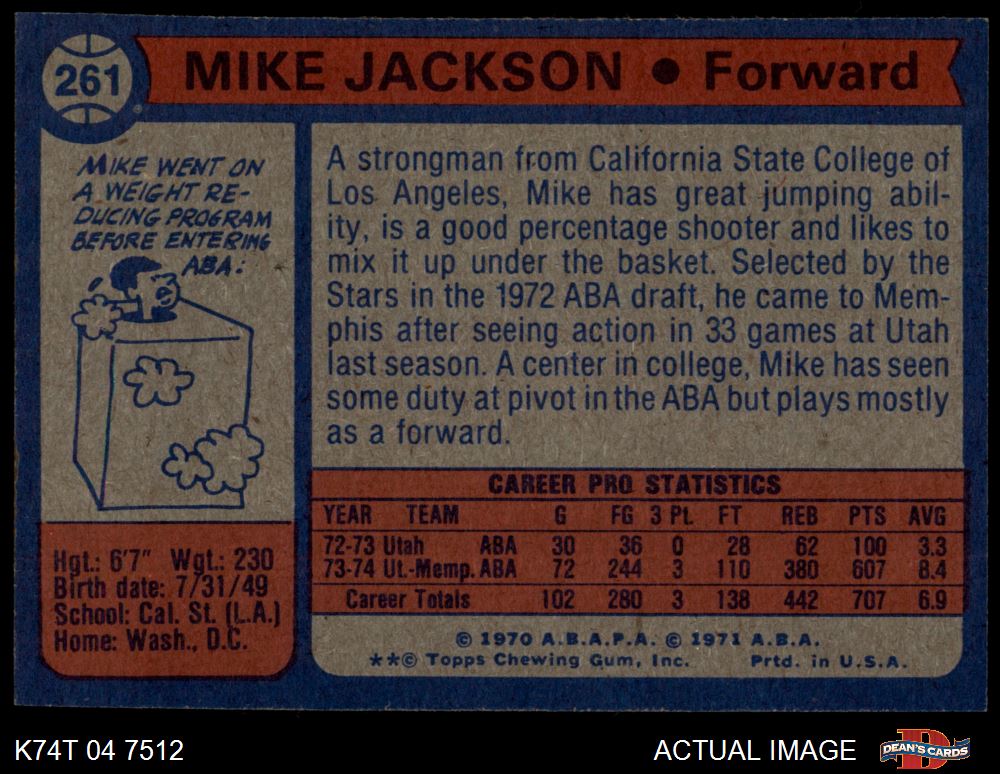 261
MIKE JACKSON ● Forward
MIKE WENT ON
A WEIGHT RE-
DUCING PROGRAM
BEFORE ENTERING
ABA:
A strongman from California State College of
Los Angeles, Mike has great jumping abil-
ity, is a good percentage shooter and likes to
mix it up under the basket. Selected by the
Stars in the 1972 ABA draft, he came to Mem-
phis after seeing action in 33 games at Utah
last season. A center in college, Mike has seen
some duty at pivot in the ABA but plays mostly
as a forward.
Hgt.: 6'7" Wgt.: 230
Birth date: 7/31/49
School: Cal. St. (L.A.)
Home: Wash., D.C.
CAREER PRO STATISTICS
YEAR TEAM G FG 3 Pt. FT REB PTS AVG
72-73 Utah ABA 30 36 0 28 62 100 3.3
73-74 Ut.-Memp. ABA 72 244 3 110 380 607 8.4
Career Totals 102 280 3 138 442 707 6.9
© 1970 A.B.A.P.A. © 1971 A.B.A.
**© Topps Chewing Gum, Inc. Prtd. in U.S.A.
K74T 04 7512 ACTUAL IMAGE DEAN'S CARDS